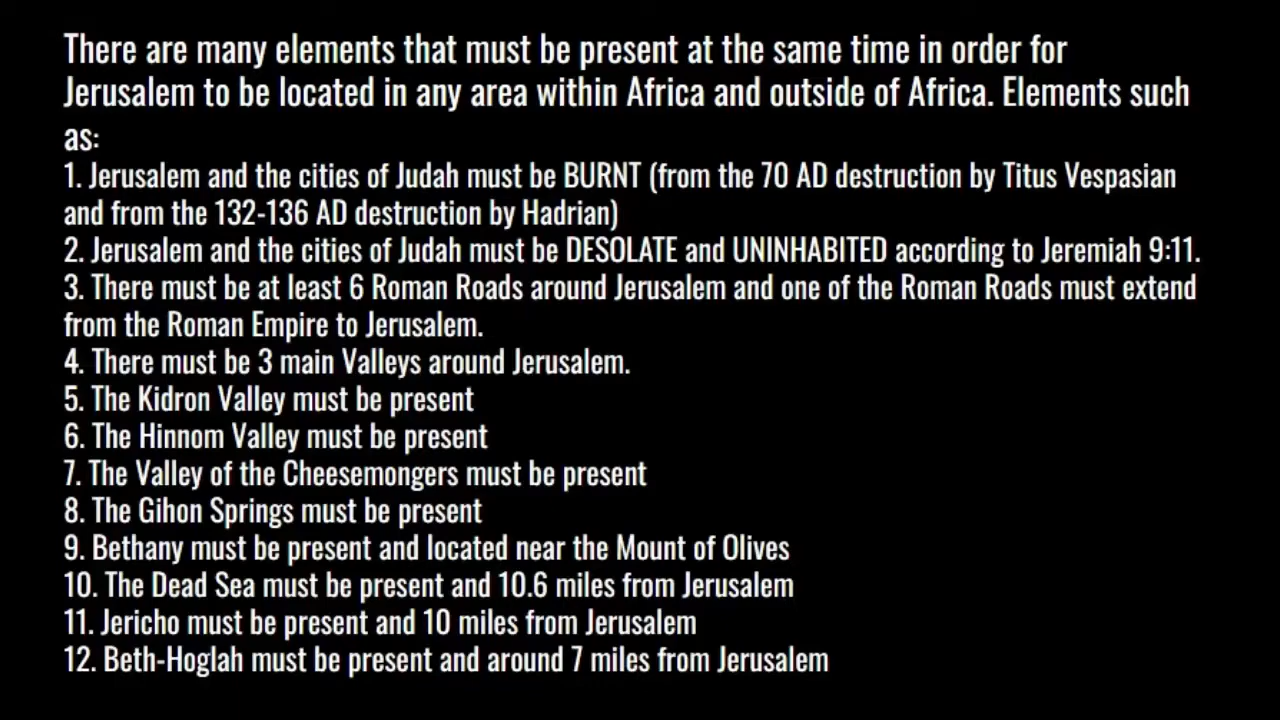 There are many elements that must be present at the same time in order for
Jerusalem to be located in any area within Africa and outside of Africa. Elements such
as:
1. Jerusalem and the cities of Judah must be BURNT (from the 70 AD destruction by Titus Vespasian
and from the 132-136 AD destruction by Hadrian)
2. Jerusalem and the cities of Judah must be DESOLATE and UNINHABITED according to Jeremiah 9:11.
3. There must be at least 6 Roman Roads around Jerusalem and one of the Roman Roads must extend
from the Roman Empire to Jerusalem.
4. There must be 3 main Valleys around Jerusalem.
5. The Kidron Valley must be present
6. The Hinnom Valley must be present
7. The Valley of the Cheesemongers must be present
8. The Gihon Springs must be present
9. Bethany must be present and located near the Mount of Olives
10. The Dead Sea must be present and 10.6 miles from Jerusalem
11. Jericho must be present and 10 miles from Jerusalem
12. Beth-Hoglah must be present and around 7 miles from Jerusalem